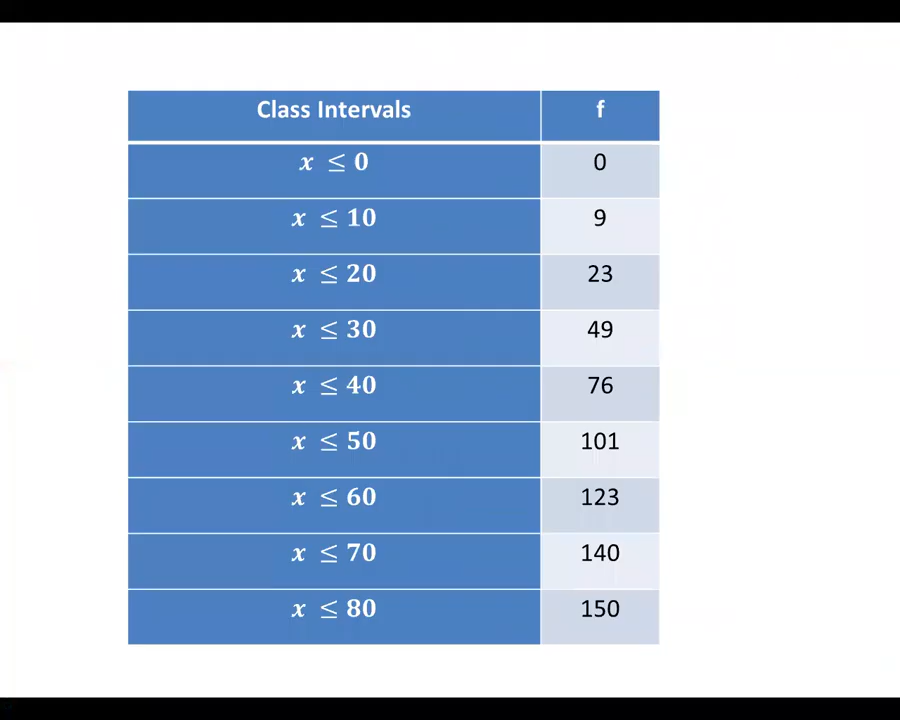 Class Intervals f
x ≤ 0 0
x ≤ 10 9
x ≤ 20 23
x ≤ 30 49
x ≤ 40 76
x ≤ 50 101
x ≤ 60 123
x ≤ 70 140
x ≤ 80 150